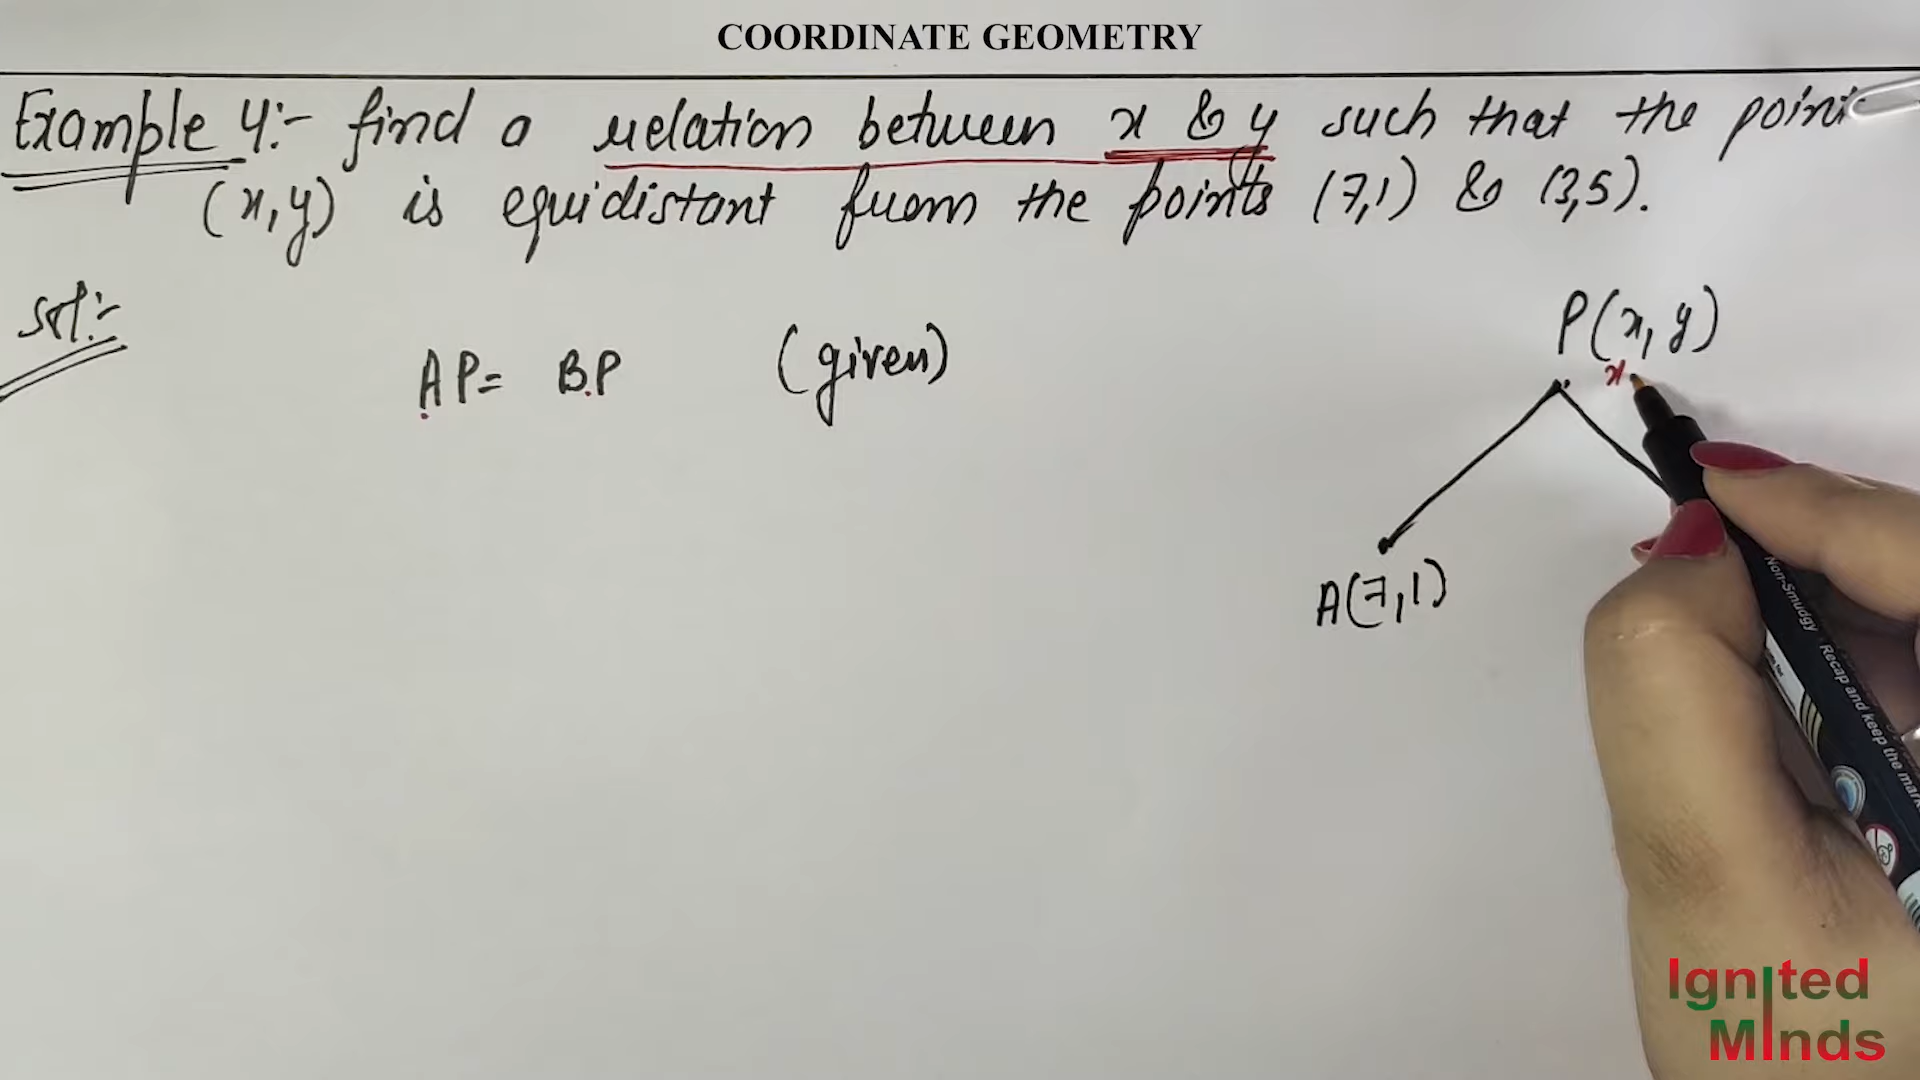 COORDINATE GEOMETRY
Example 4:- find a relation between x & y such that the point
(x,y) is equidistant from the points (7,1) & (3,5).
Sol:-
AP= BP (given)
P(x, y)
x
A(7,1)
Non-Smudgy Recap and keep the mar
Ignited
Minds